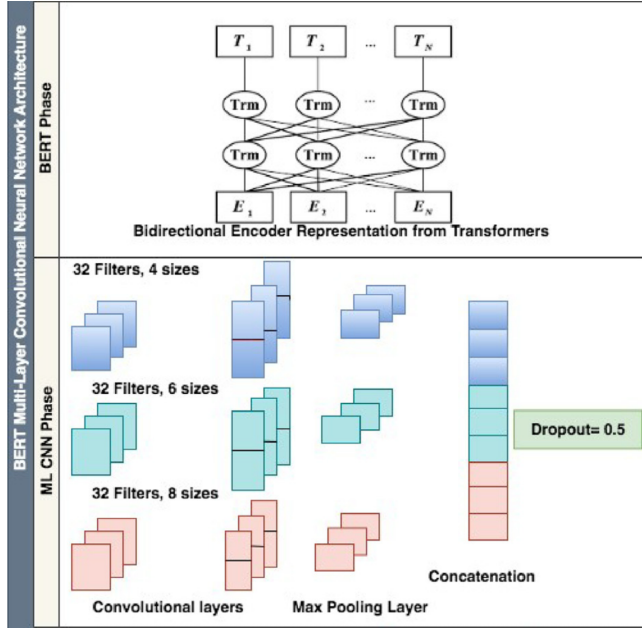 BERT Multi-Layer Convolutional Neural Network Architecture
BERT Phase
T1 T2 ... TN
Trm Trm ... Trm
Trm Trm ... Trm
E1 E2 ... EN
Bidirectional Encoder Representation from Transformers
ML CNN Phase
32 Filters, 4 sizes
32 Filters, 6 sizes
Dropout= 0.5
32 Filters, 8 sizes
Concatenation
Convolutional layers
Max Pooling Layer